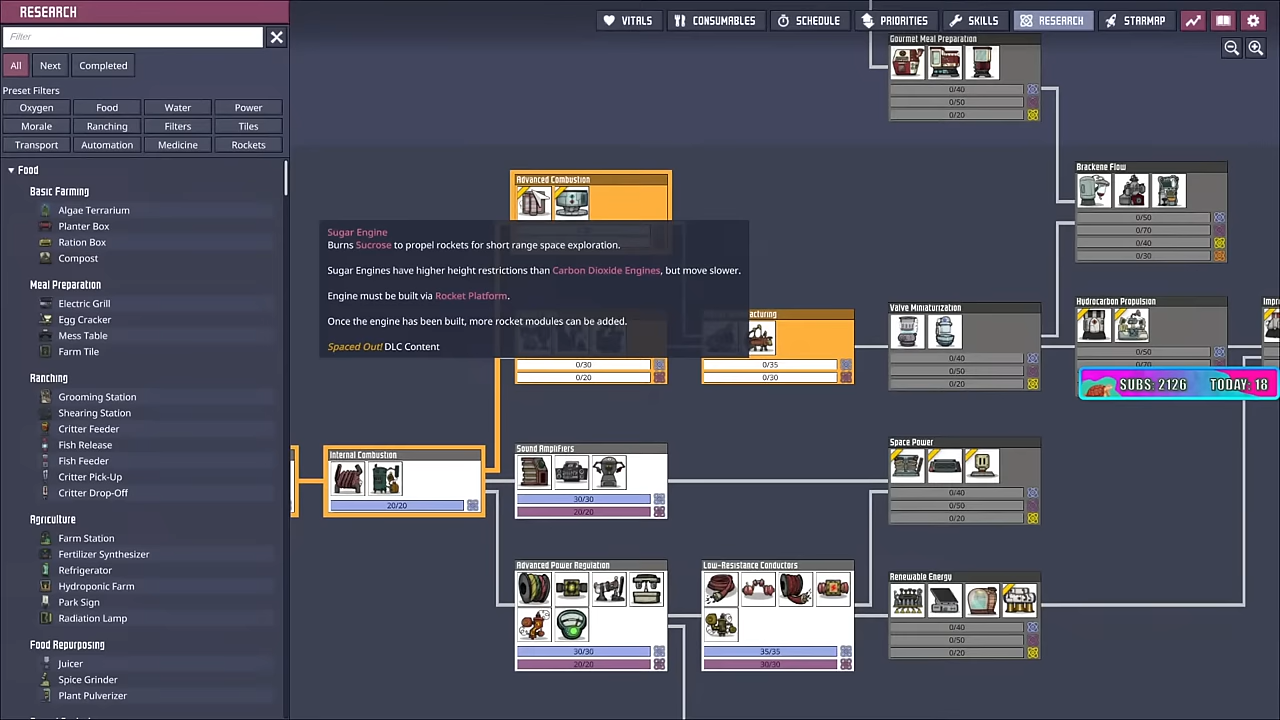 RESEARCH
VITALS
CONSUMABLES
SCHEDULE
PRIORITIES
SKILLS
RESEARCH
STARMAP
Filter
All
Next
Completed
Preset Filters
Oxygen
Food
Water
Power
Morale
Ranching
Filters
Tiles
Transport
Automation
Medicine
Rockets
Food
Basic Farming
Algae Terrarium
Planter Box
Ration Box
Compost
Meal Preparation
Electric Grill
Egg Cracker
Mess Table
Farm Tile
Ranching
Grooming Station
Shearing Station
Critter Feeder
Fish Release
Fish Feeder
Critter Pick-Up
Critter Drop-Off
Agriculture
Farm Station
Fertilizer Synthesizer
Refrigerator
Hydroponic Farm
Park Sign
Radiation Lamp
Food Repurposing
Juicer
Spice Grinder
Plant Pulverizer
Gourmet Meal Preparation
0/40
0/50
0/20
Advanced Combustion
Sugar Engine
Burns Sucrose to propel rockets for short range space exploration.
Sugar Engines have higher height restrictions than Carbon Dioxide Engines, but move slower.
Engine must be built via Rocket Platform.
Once the engine has been built, more rocket modules can be added.
Spaced Out! DLC Content
0/30
0/20
0/35
0/30
Brackene Flow
0/50
0/70
0/40
0/30
Valve Miniaturization
0/40
0/50
0/20
Hydrocarbon Propulsion
0/50
0/70
SUBS: 2126 TODAY: 18
Internal Combustion
20/20
Sound Amplifiers
30/30
20/20
Space Power
0/40
0/50
0/20
Advanced Power Regulation
30/30
20/20
Low-Resistance Conductors
35/35
30/30
Renewable Energy
0/40
0/50
0/20